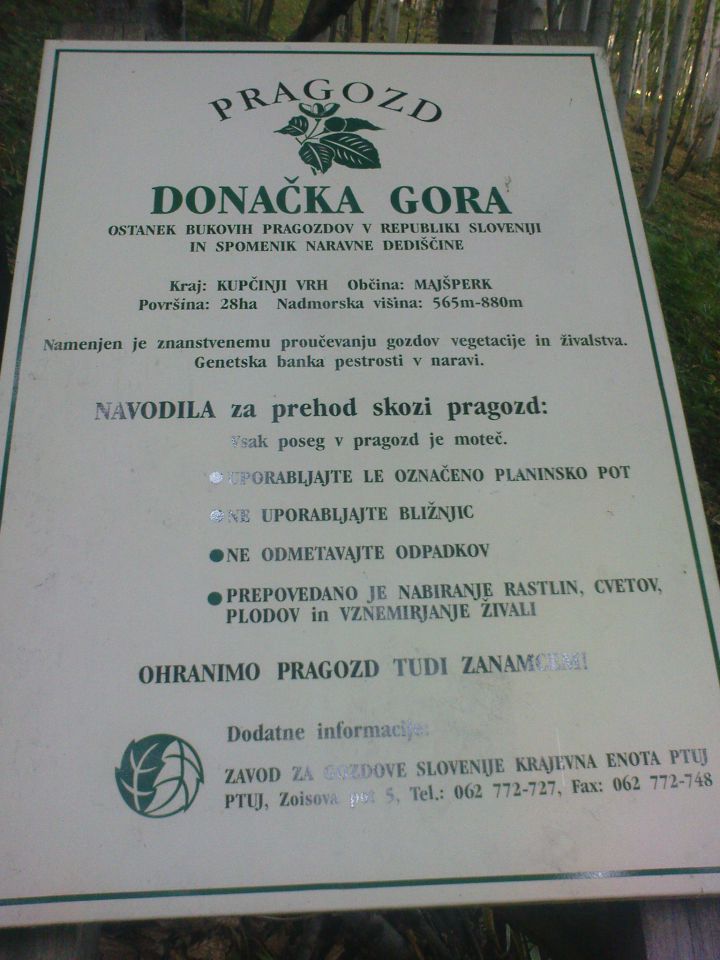 PRAGOZD
DONAČKA GORA
OSTANEK BUKOVIH PRAGOZDOV V REPUBLIKI SLOVENIJI
IN SPOMENIK NARAVNE DEDIŠČINE
Kraj: KUPČINJI VRH Občina: MAJŠPERK
Površina: 28ha Nadmorska višina: 565m-880m
Namenjen je znanstvenemu proučevanju gozdov vegetacije in živalstva.
Genetska banka pestrosti v naravi.
NAVODILA za prehod skozi pragozd:
Vsak poseg v pragozd je moteč.
UPORABLJAJTE LE OZNAČENO PLANINSKO POT
NE UPORABLJAJTE BLIŽNJIC
NE ODMETAVAJTE ODPADKOV
PREPOVEDANO JE NABIRANJE RASTLIN, CVETOV,
PLODOV in VZNEMIRJANJE ŽIVALI
OHRANIMO PRAGOZD TUDI ZANAMCEM!
Dodatne informacije:
ZAVOD ZA GOZDOVE SLOVENIJE KRAJEVNA ENOTA PTUJ
PTUJ, Zoisova pot 5, Tel.: 062 772-727, Fax: 062 772-748